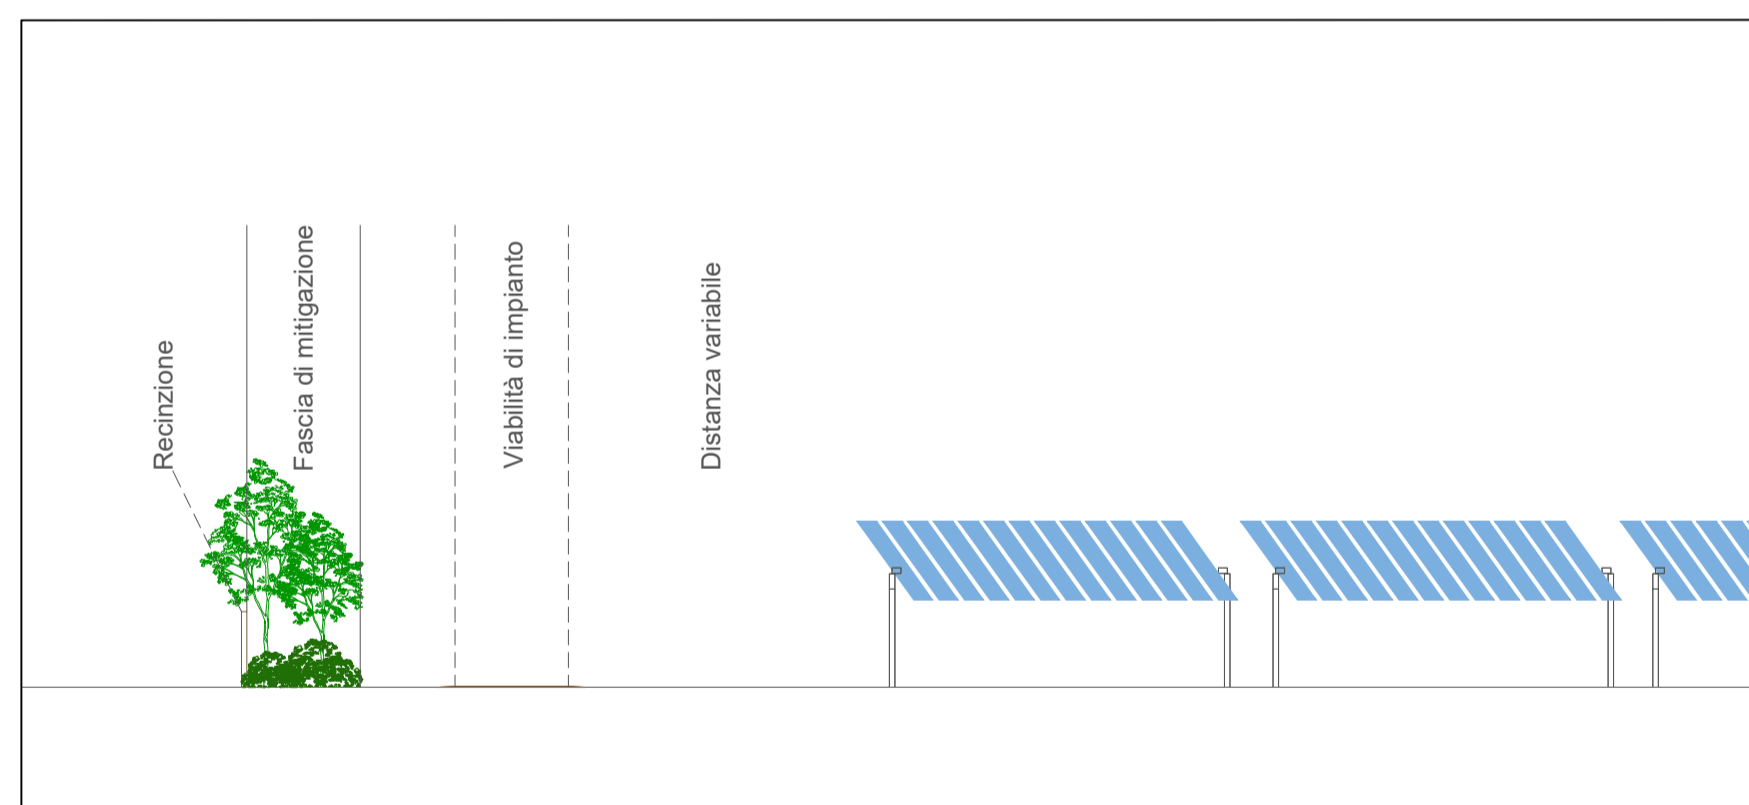 Recinzione
Fascia di mitigazione
Viabilità di impianto
Distanza variabile